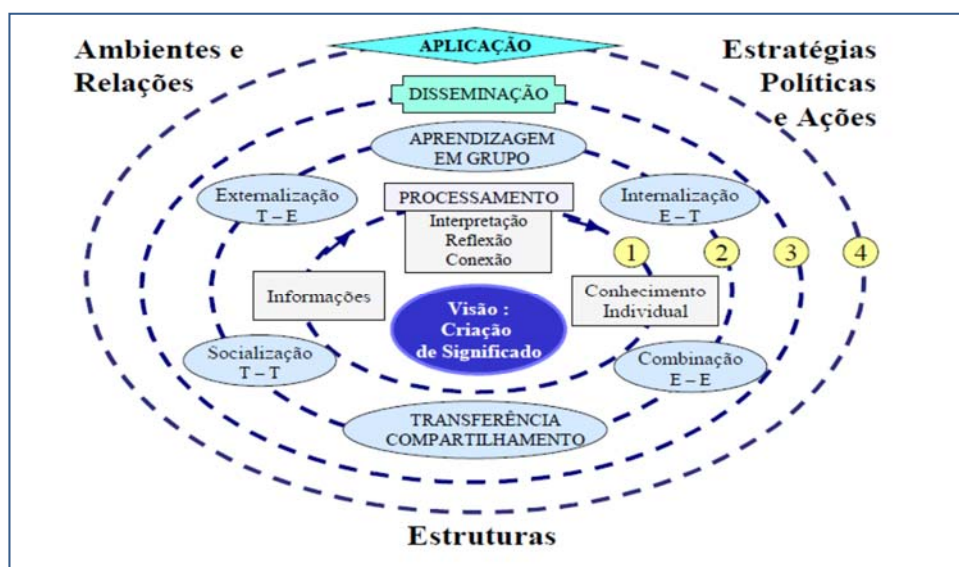 Ambientes e
Relações
APLICAÇÃO
Estratégias
Políticas
e Ações
DISSEMINAÇÃO
APRENDIZAGEM
EM GRUPO
Externalização
T – E
PROCESSAMENTO
Interpretação
Reflexão
Conexão
Internalização
E – T
1
2
3
4
Informações
Visão :
Criação
de Significado
Conhecimento
Individual
Socialização
T – T
Combinação
E – E
TRANSFERÊNCIA
COMPARTILHAMENTO
Estruturas